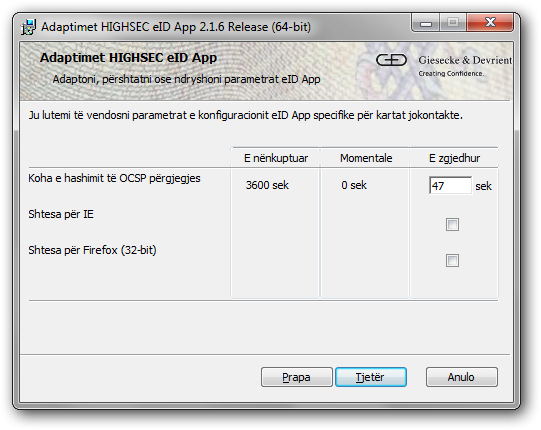 Adaptimet HIGHSEC eID App 2.1.6 Release (64-bit)
Adaptimet HIGHSEC eID App
Adaptoni, përshtatni ose ndryshoni parametrat eID App
Giesecke & Devrient
Creating Confidence.
Ju lutemi të vendosni parametrat e konfiguracionit eID App specifike për kartat jokontakte.
E nënkuptuar Momentale E zgjedhur
Koha e hashimit të OCSP përgjegjes 3600 sek 0 sek 47 sek
Shtesa për IE
Shtesa për Firefox (32-bit)
Prapa Tjetër Anulo